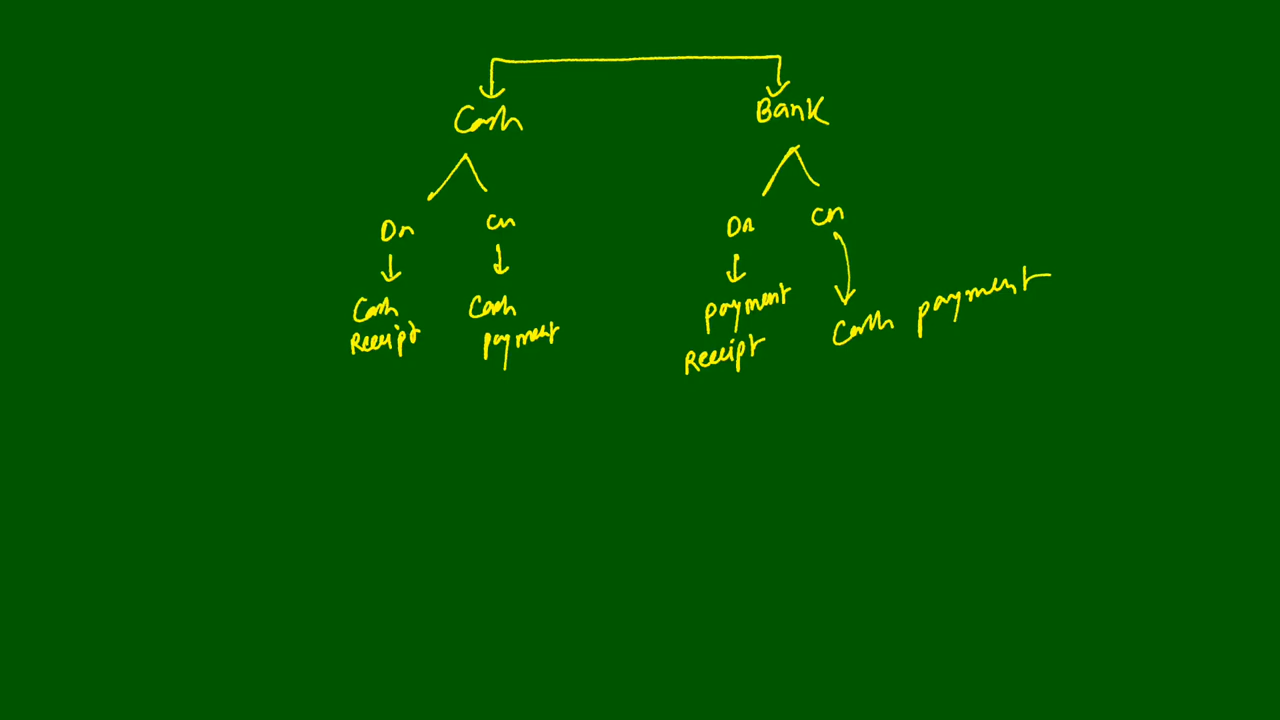 Cash
Bank
Dr
Cr
Dr
Cr
Cash
Receipt
Cash
payment
payment
Receipt
Cash payment